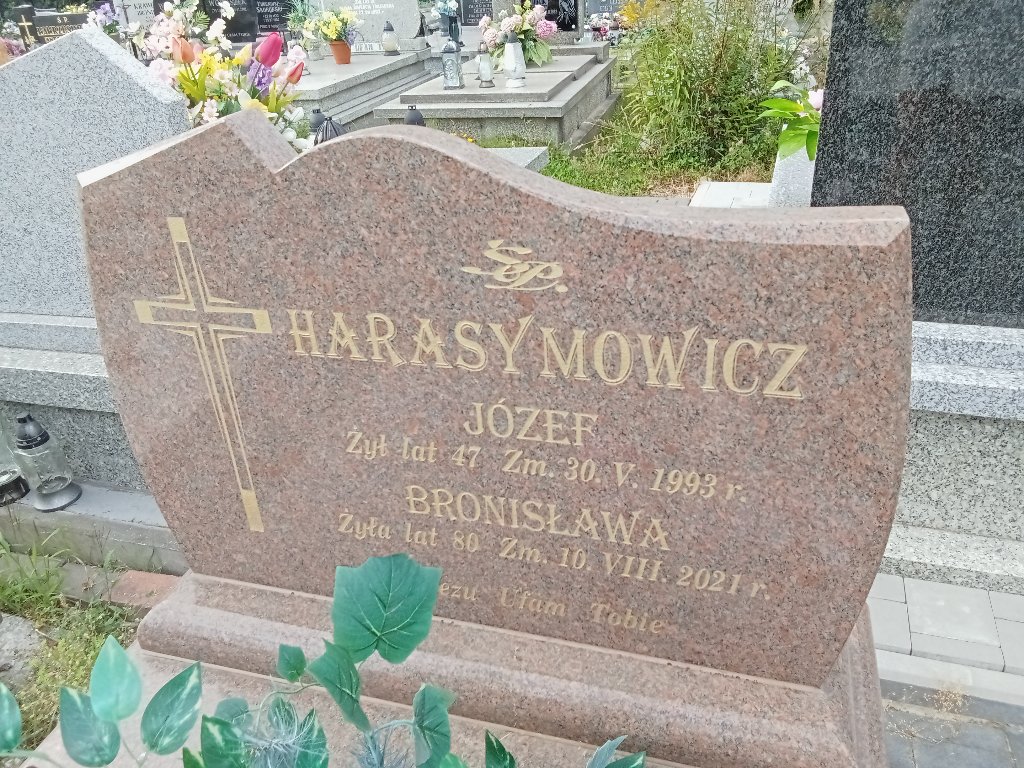 Ś.P.
HARASYMOWICZ
JÓZEF
Żył lat 47 Zm. 30. V. 1993 r.
BRONISŁAWA
Żyła lat 80 Zm. 10. VIII. 2021 r.
Ufam Tobie